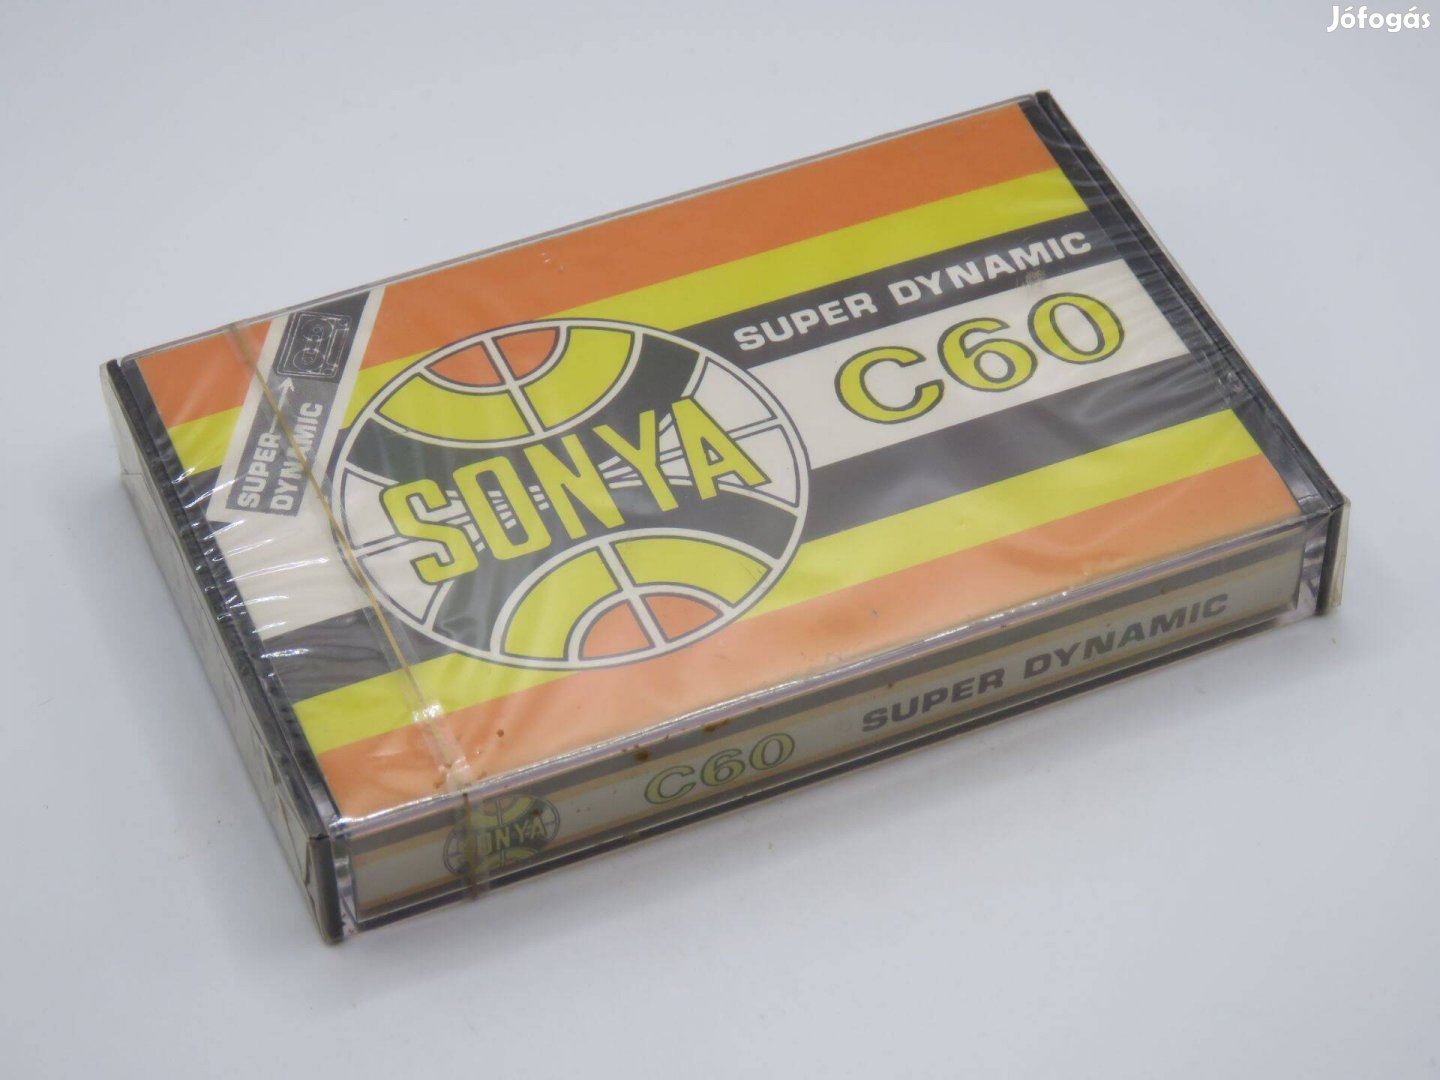 Jófogás
SUPER DYNAMIC
C60
SUPER
DYNAMIC
SONYA
SONYA
C60
SUPER DYNAMIC